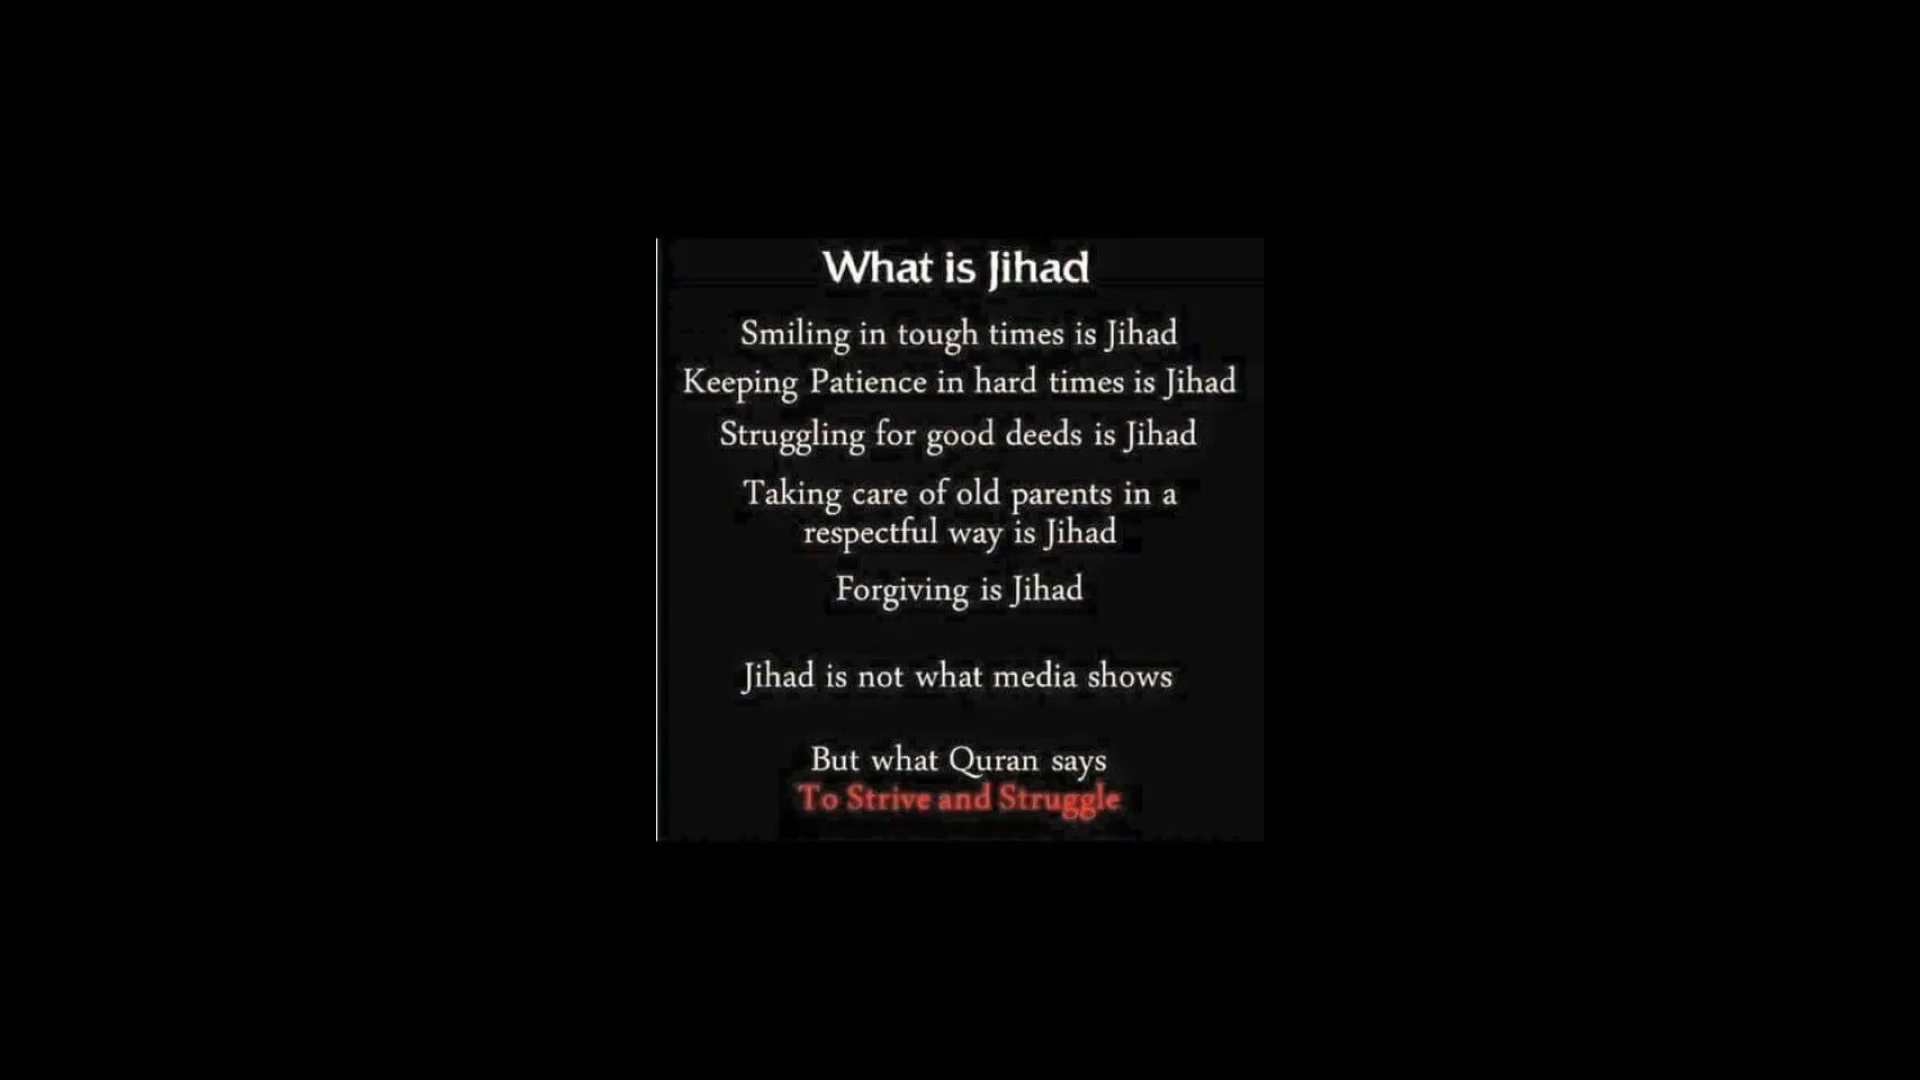 What is Jihad
Smiling in tough times is Jihad
Keeping Patience in hard times is Jihad
Struggling for good deeds is Jihad
Taking care of old parents in a
respectful way is Jihad
Forgiving is Jihad
Jihad is not what media shows
But what Quran says
To Strive and Struggle